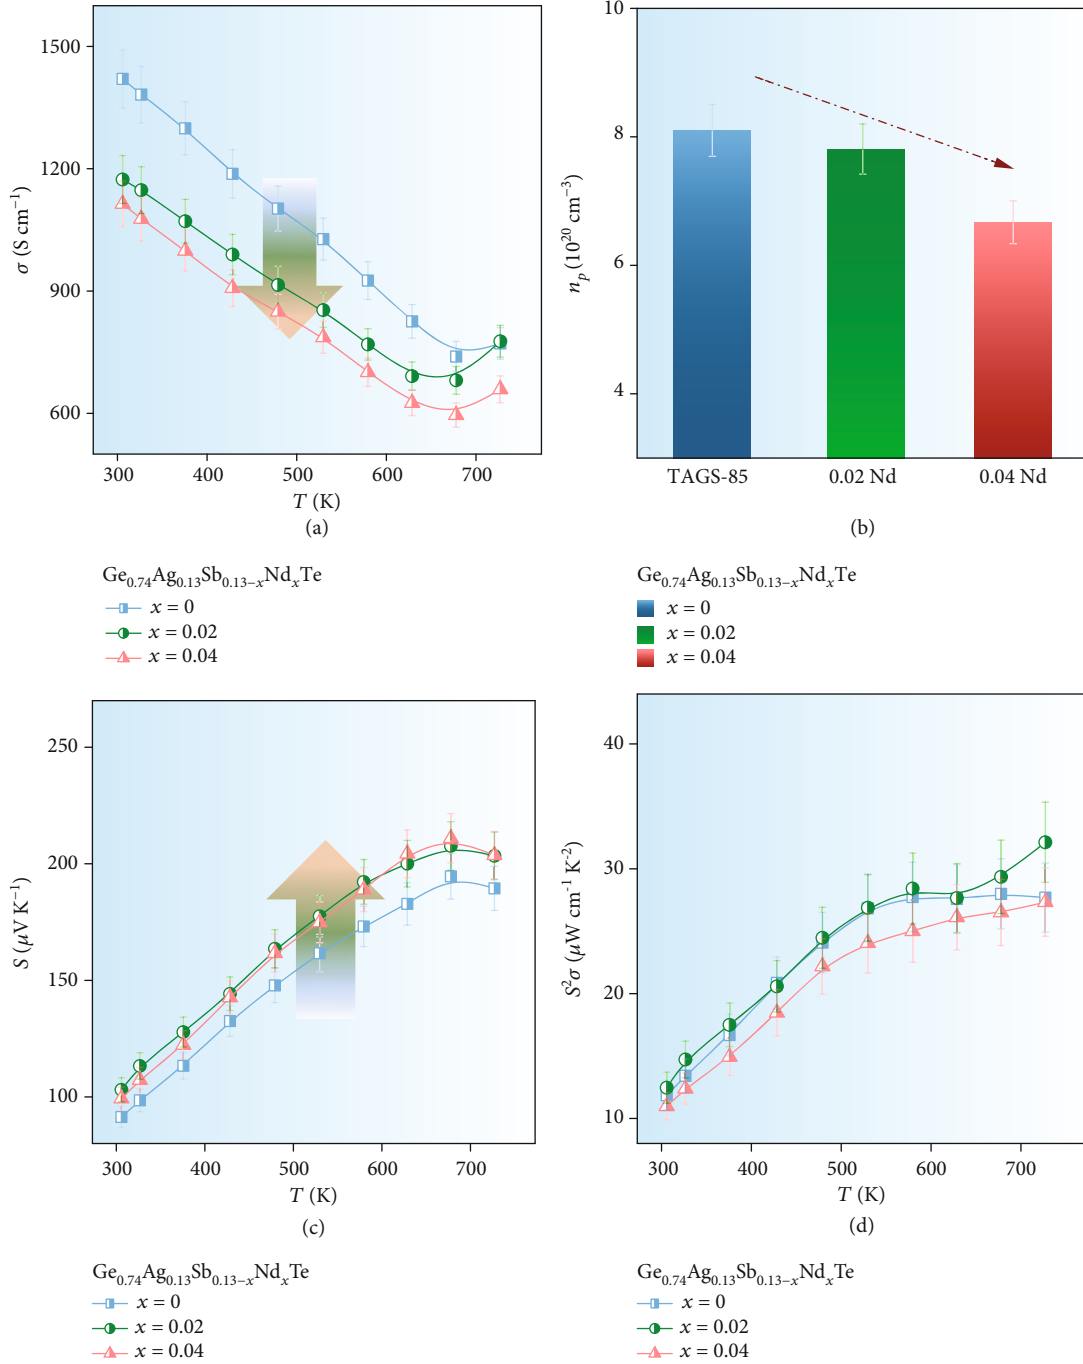 1500
1200
900
600
σ (S cm⁻¹)
300 400 500 600 700
T (K)
(a)
10
8
6
4
nₚ (10²⁰ cm⁻³)
TAGS-85 0.02 Nd 0.04 Nd
(b)
Ge₀.₇₄Ag₀.₁₃Sb₀.₁₃₋ₓNdₓTe
x = 0
x = 0.02
x = 0.04
Ge₀.₇₄Ag₀.₁₃Sb₀.₁₃₋ₓNdₓTe
x = 0
x = 0.02
x = 0.04
250
200
150
100
S (μV K⁻¹)
300 400 500 600 700
T (K)
(c)
40
30
20
10
S²σ (μW cm⁻¹ K⁻²)
300 400 500 600 700
T (K)
(d)
Ge₀.₇₄Ag₀.₁₃Sb₀.₁₃₋ₓNdₓTe
x = 0
x = 0.02
x = 0.04
Ge₀.₇₄Ag₀.₁₃Sb₀.₁₃₋ₓNdₓTe
x = 0
x = 0.02
x = 0.04